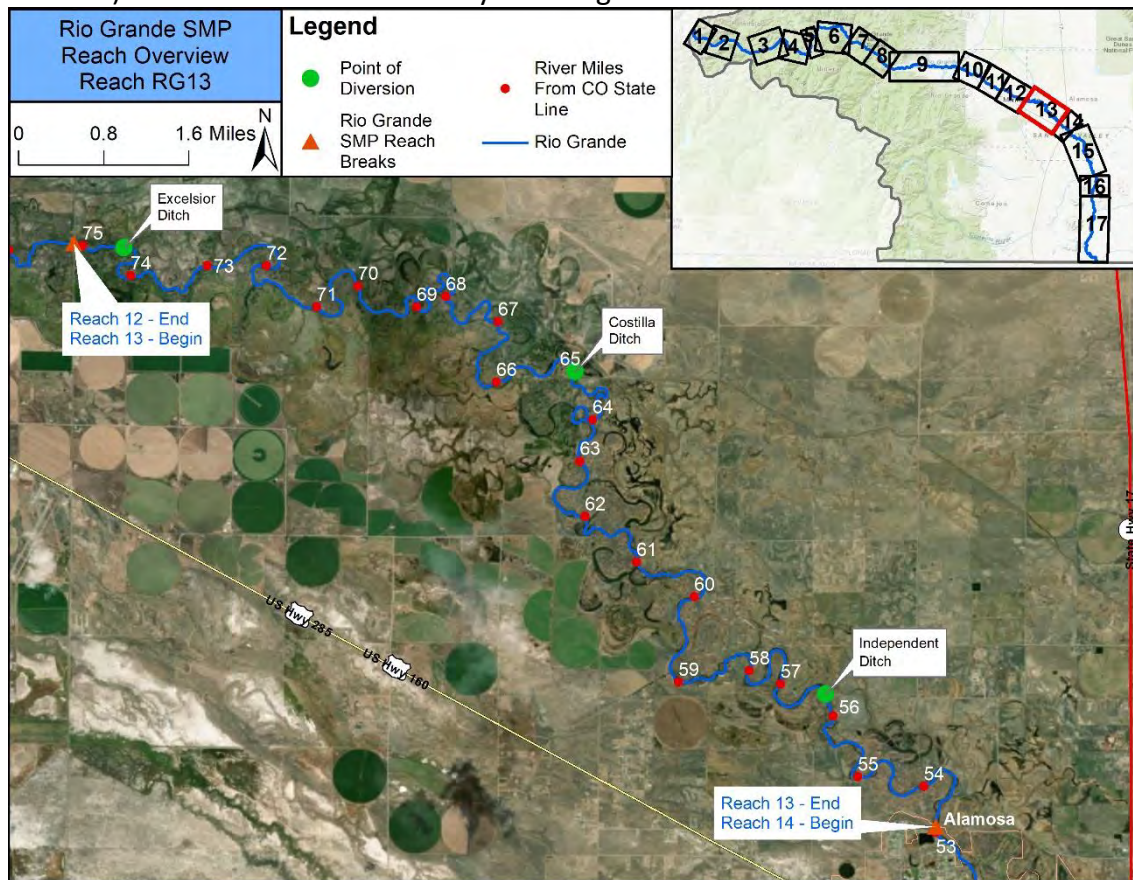 Rio Grande SMP
Reach Overview
Reach RG13
0 0.8 1.6 Miles
N
Legend
Point of
Diversion
Rio Grande
SMP Reach
Breaks
River Miles
From CO State
Line
Rio Grande
1
2
3
4
5
6
7
8
9
10
11
12
13
14
15
16
17
Alamosa
Conejos
Excelsior
Ditch
75
74
73
72
71
70
69
68
67
66
65
Reach 12 - End
Reach 13 - Begin
Costilla
Ditch
64
63
62
61
60
59
58
57
56
55
54
53
Independent
Ditch
State Hwy 17
US Hwy 285
US Hwy 160
Reach 13 - End
Reach 14 - Begin
Alamosa